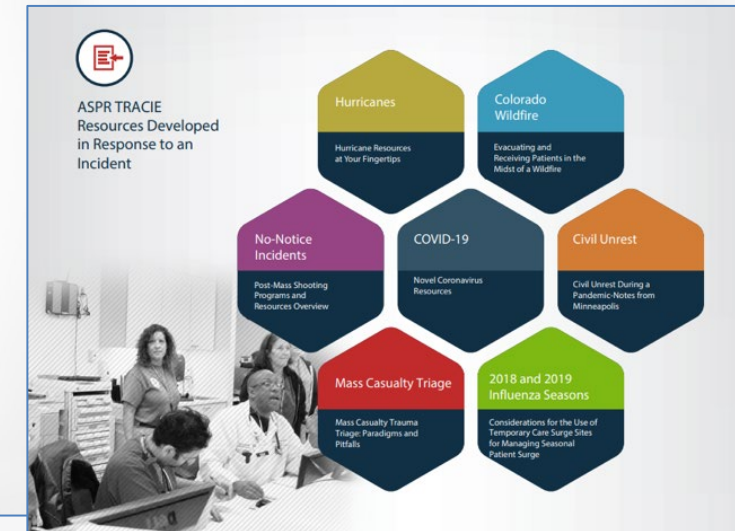 ASPR TRACIE
Resources Developed
in Response to an
Incident
Hurricanes
Hurricane Resources
at Your Fingertips
Colorado
Wildfire
Evacuating and
Receiving Patients in the
Midst of a Wildfire
No-Notice
Incidents
Post-Mass Shooting
Programs and
Resources Overview
COVID-19
Novel Coronavirus
Resources
Civil Unrest
Civil Unrest During a
Pandemic-Notes from
Minneapolis
Mass Casualty Triage
Mass Casualty Trauma
Triage: Paradigms and
Pitfalls
2018 and 2019
Influenza Seasons
Considerations for the Use of
Temporary Care Surge Sites
for Managing Seasonal
Patient Surge